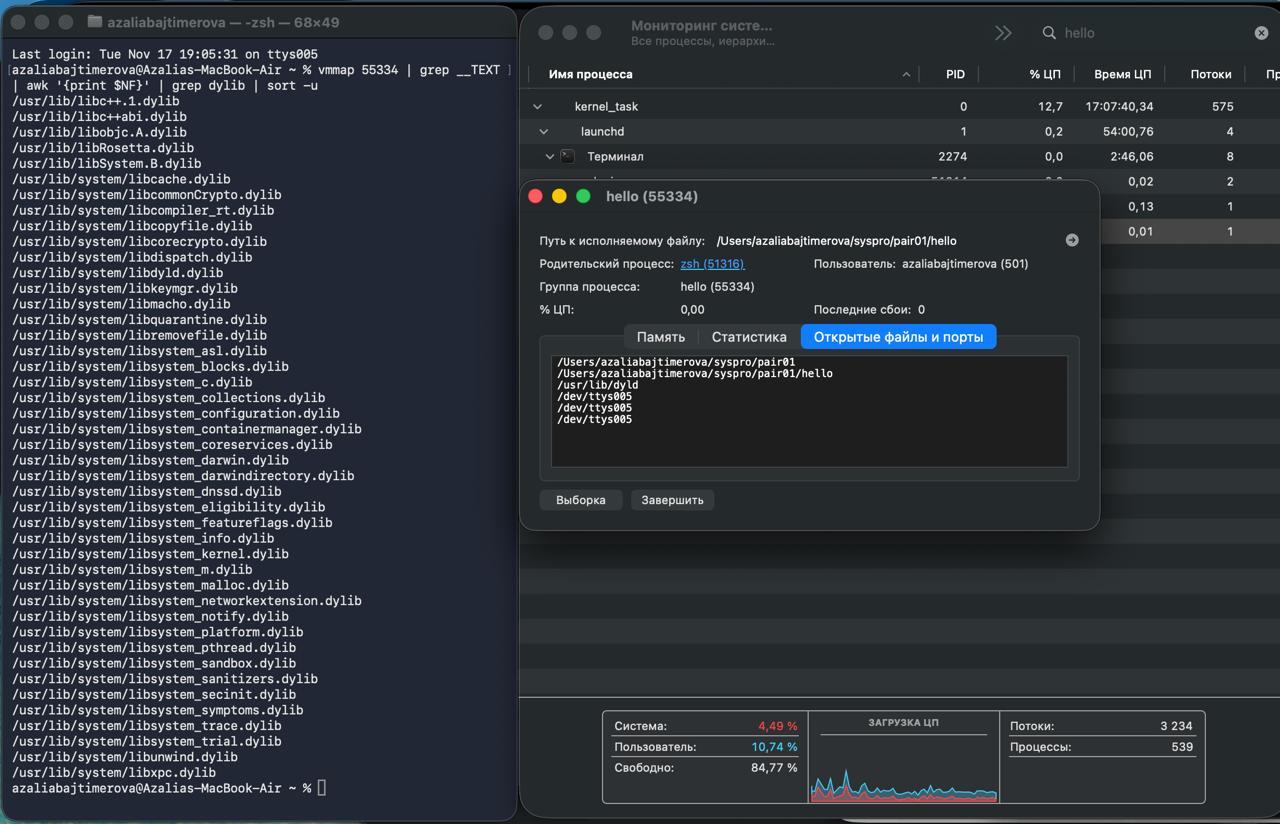 azaliabajtimerova — -zsh — 68×49
Last login: Tue Nov 17 19:05:31 on ttys005
[azaliabajtimerova@Azalias-MacBook-Air ~ % vmmap 55334 | grep __TEXT ]
| awk '{print $NF}' | grep dylib | sort -u
/usr/lib/libc++.1.dylib
/usr/lib/libc++abi.dylib
/usr/lib/libobjc.A.dylib
/usr/lib/libRosetta.dylib
/usr/lib/libSystem.B.dylib
/usr/lib/system/libcache.dylib
/usr/lib/system/libcommonCrypto.dylib
/usr/lib/system/libcompiler_rt.dylib
/usr/lib/system/libcopyfile.dylib
/usr/lib/system/libcorecrypto.dylib
/usr/lib/system/libdispatch.dylib
/usr/lib/system/libdyld.dylib
/usr/lib/system/libkeymgr.dylib
/usr/lib/system/libmacho.dylib
/usr/lib/system/libquarantine.dylib
/usr/lib/system/libremovefile.dylib
/usr/lib/system/libsystem_asl.dylib
/usr/lib/system/libsystem_blocks.dylib
/usr/lib/system/libsystem_c.dylib
/usr/lib/system/libsystem_collections.dylib
/usr/lib/system/libsystem_configuration.dylib
/usr/lib/system/libsystem_containermanager.dylib
/usr/lib/system/libsystem_coreservices.dylib
/usr/lib/system/libsystem_darwin.dylib
/usr/lib/system/libsystem_darwindirectory.dylib
/usr/lib/system/libsystem_dnssd.dylib
/usr/lib/system/libsystem_eligibility.dylib
/usr/lib/system/libsystem_featureflags.dylib
/usr/lib/system/libsystem_info.dylib
/usr/lib/system/libsystem_kernel.dylib
/usr/lib/system/libsystem_m.dylib
/usr/lib/system/libsystem_malloc.dylib
/usr/lib/system/libsystem_networkextension.dylib
/usr/lib/system/libsystem_notify.dylib
/usr/lib/system/libsystem_platform.dylib
/usr/lib/system/libsystem_pthread.dylib
/usr/lib/system/libsystem_sandbox.dylib
/usr/lib/system/libsystem_sanitizers.dylib
/usr/lib/system/libsystem_secinit.dylib
/usr/lib/system/libsystem_symptoms.dylib
/usr/lib/system/libsystem_trace.dylib
/usr/lib/system/libsystem_trial.dylib
/usr/lib/system/libunwind.dylib
/usr/lib/system/libxpc.dylib
azaliabajtimerova@Azalias-MacBook-Air ~ %
Мониторинг систе...
Все процессы, иерархи...
hello
Имя процесса PID % ЦП Время ЦП Потоки Пр
kernel_task 0 12,7 17:07:40,34 575
launchd 1 0,2 54:00,76 4
Терминал 2274 0,0 2:46,06 8
0,02 2
0,13 1
0,01 1
hello (55334)
Путь к исполняемому файлу: /Users/azaliabajtimerova/syspro/pair01/hello
Родительский процесс: zsh (51316) Пользователь: azaliabajtimerova (501)
Группа процесса: hello (55334)
% ЦП: 0,00 Последние сбои: 0
Память Статистика Открытые файлы и порты
/Users/azaliabajtimerova/syspro/pair01
/Users/azaliabajtimerova/syspro/pair01/hello
/usr/lib/dyld
/dev/ttys005
/dev/ttys005
/dev/ttys005
Выборка Завершить
Система: 4,49 %
Пользователь: 10,74 %
Свободно: 84,77 %
ЗАГРУЗКА ЦП
Потоки: 3 234
Процессы: 539